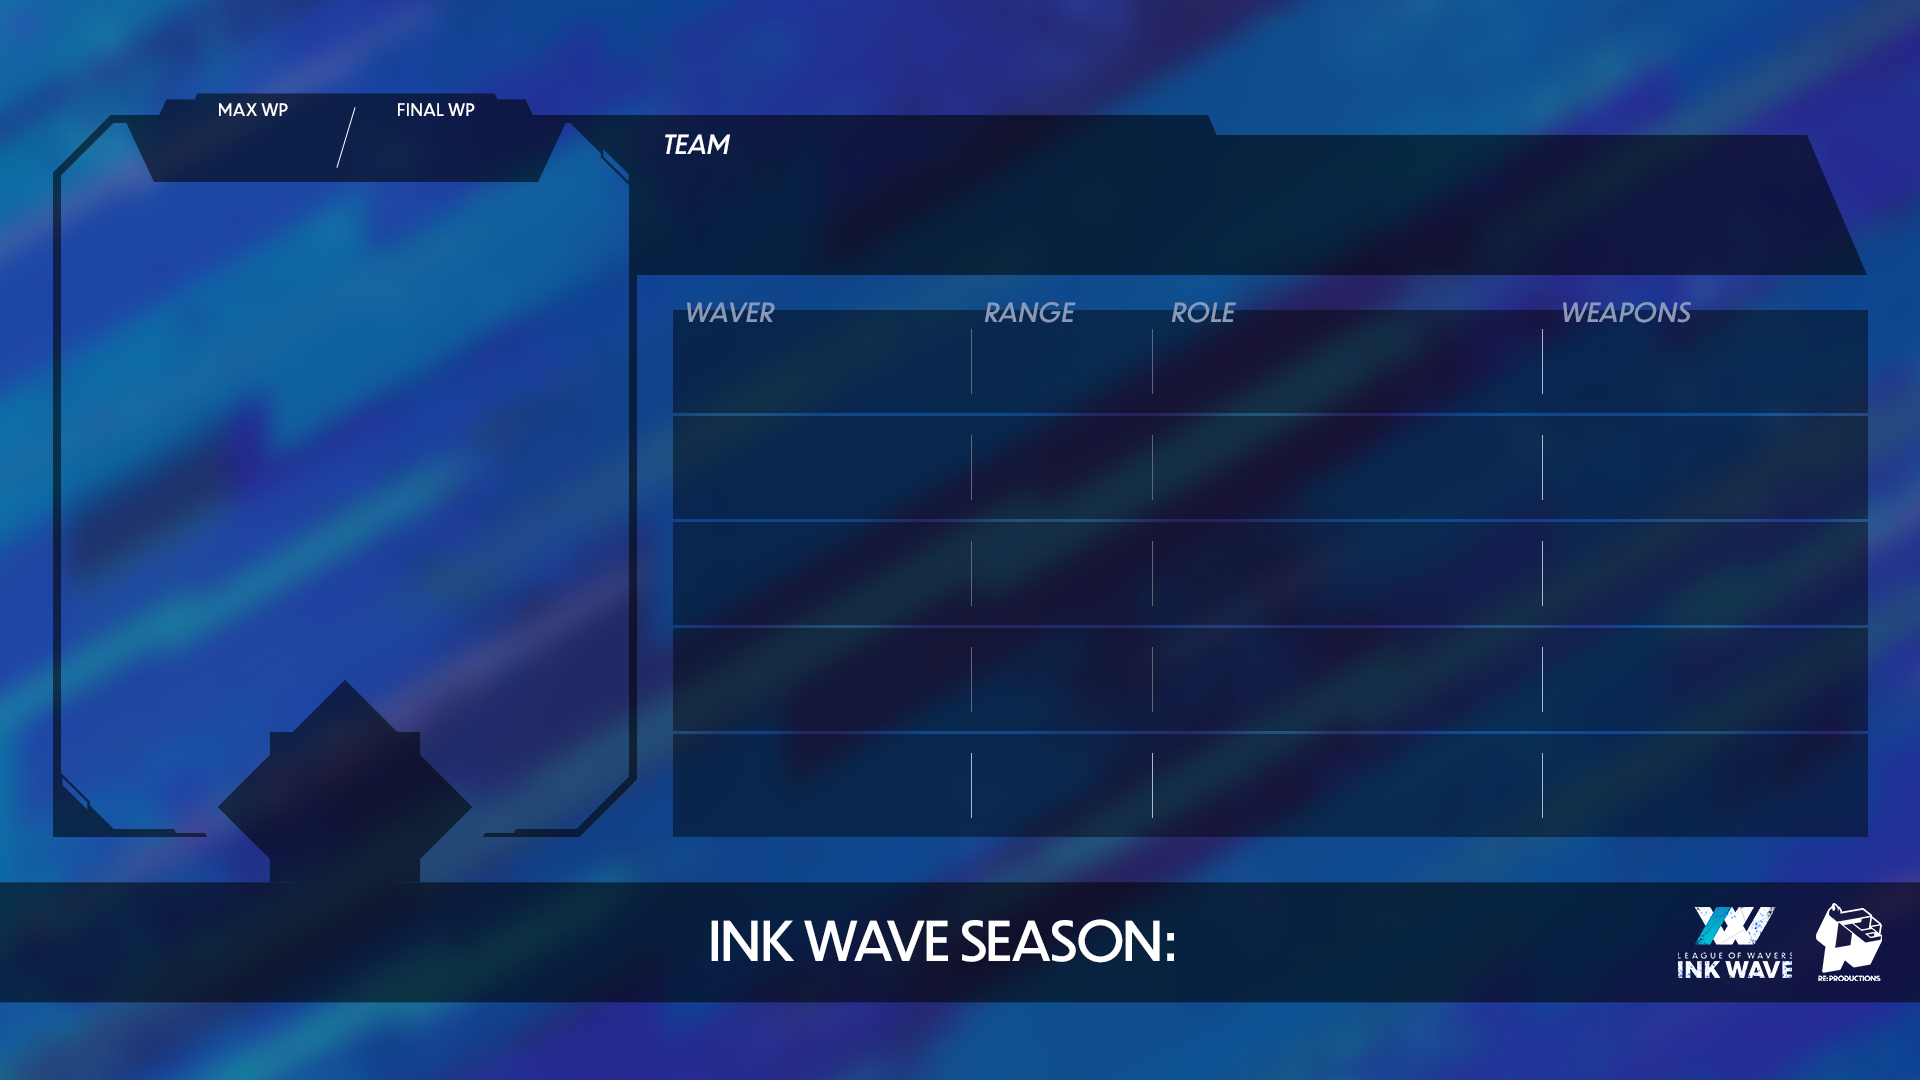 MAX WP
FINAL WP
TEAM
WAVER
RANGE
ROLE
WEAPONS
INK WAVE SEASON:
LEAGUE OF WAVERS
INK WAVE
RE:PRODUCTIONS